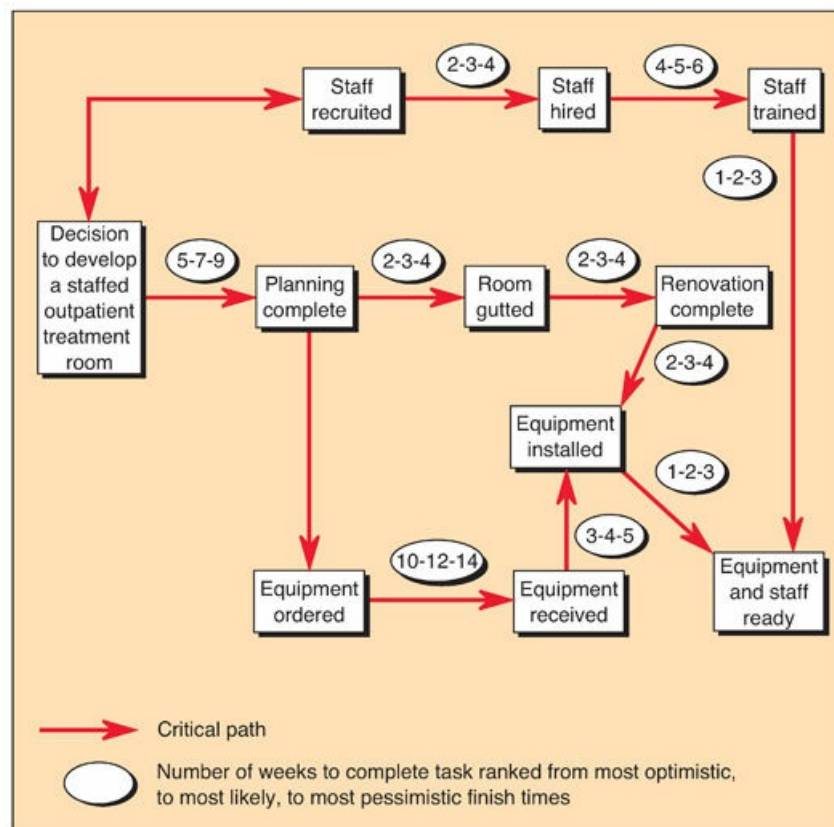 Staff
recruited
2-3-4
Staff
hired
4-5-6
Staff
trained
1-2-3
Decision
to develop
a staffed
outpatient
treatment
room
5-7-9
Planning
complete
2-3-4
Room
gutted
2-3-4
Renovation
complete
2-3-4
Equipment
installed
1-2-3
Equipment
ordered
10-12-14
Equipment
received
3-4-5
Equipment
and staff
ready
Critical path
Number of weeks to complete task ranked from most optimistic,
to most likely, to most pessimistic finish times